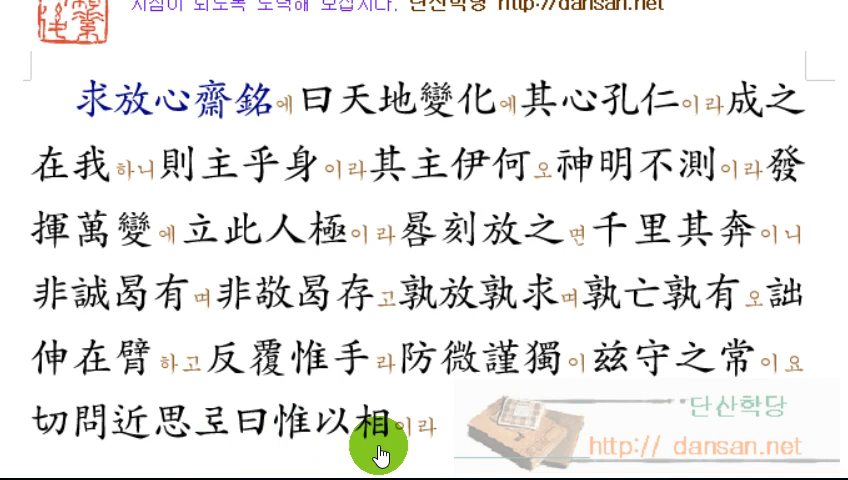 지침이 되도록 노력해 보십시다. 단산학당 http://dansan.net
求放心齋銘에曰天地變化에其心孔仁이라成之
在我하니則主乎身이라其主伊何오神明不測이라發
揮萬變에立此人極이라晷刻放之면千里其奔이니
非誠曷有며非敬曷存고孰放孰求며孰亡孰有오詘
伸在臂하고反覆惟手라防微謹獨이玆守之常이요
切問近思로曰惟以相이라
단산학당
http:// dansan.net